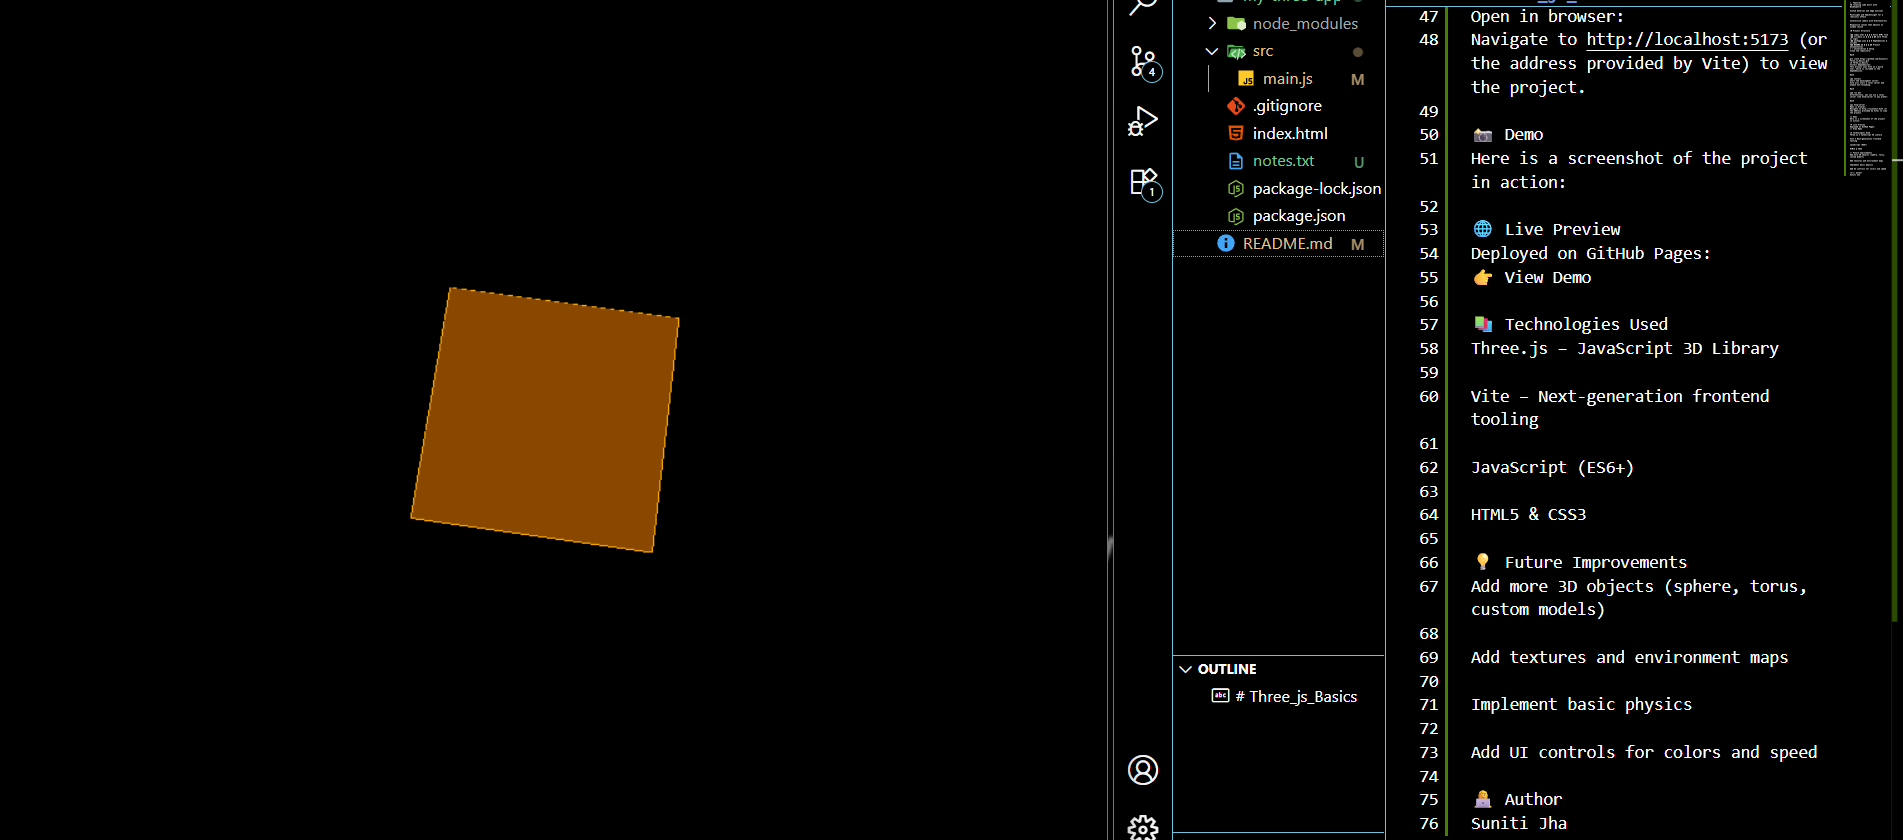 4
1
node_modules
src
main.js M
.gitignore
index.html
notes.txt U
package-lock.json
package.json
README.md M
OUTLINE
# Three_js_Basics
47 Open in browser:
48 Navigate to http://localhost:5173 (or
the address provided by Vite) to view
the project.
49
50 📷 Demo
51 Here is a screenshot of the project
in action:
52
53 🌐 Live Preview
54 Deployed on GitHub Pages:
55 👉 View Demo
56
57 📚 Technologies Used
58 Three.js – JavaScript 3D Library
59
60 Vite – Next-generation frontend
tooling
61
62 JavaScript (ES6+)
63
64 HTML5 & CSS3
65
66 💡 Future Improvements
67 Add more 3D objects (sphere, torus,
custom models)
68
69 Add textures and environment maps
70
71 Implement basic physics
72
73 Add UI controls for colors and speed
74
75 🧑‍💻 Author
76 Suniti Jha